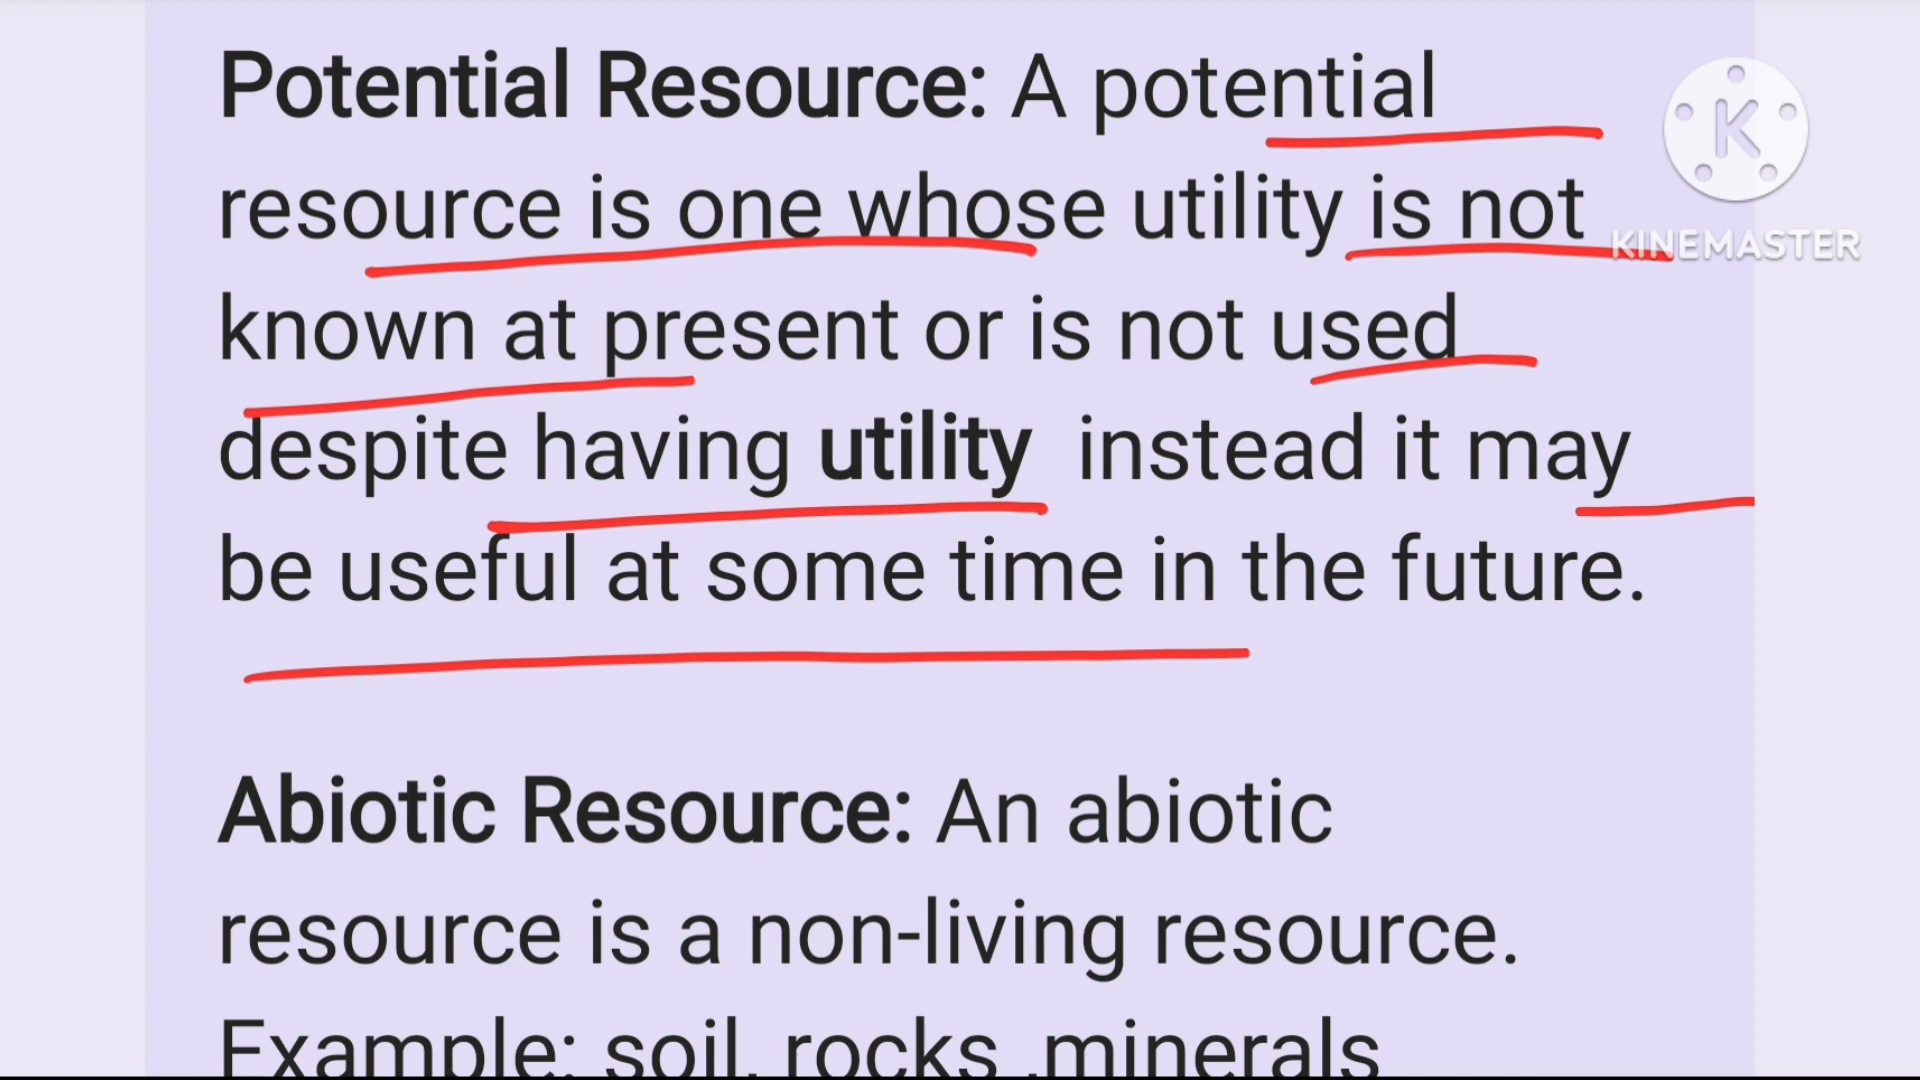 Potential Resource: A potential
resource is one whose utility is not
known at present or is not used
despite having utility instead it may
be useful at some time in the future.
Abiotic Resource: An abiotic
resource is a non-living resource.
Example: soil, rocks ,minerals
K
KINEMASTER